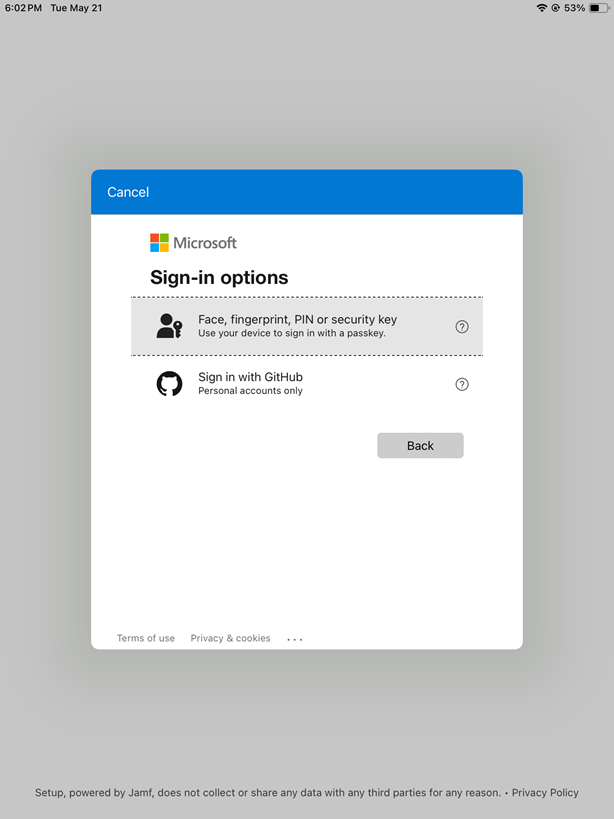 6:02 PM Tue May 21 53%
Cancel
Microsoft
Sign-in options
Face, fingerprint, PIN or security key
Use your device to sign in with a passkey.
?
Sign in with GitHub
Personal accounts only
?
Back
Terms of use Privacy & cookies ...
Setup, powered by Jamf, does not collect or share any data with any third parties for any reason. • Privacy Policy